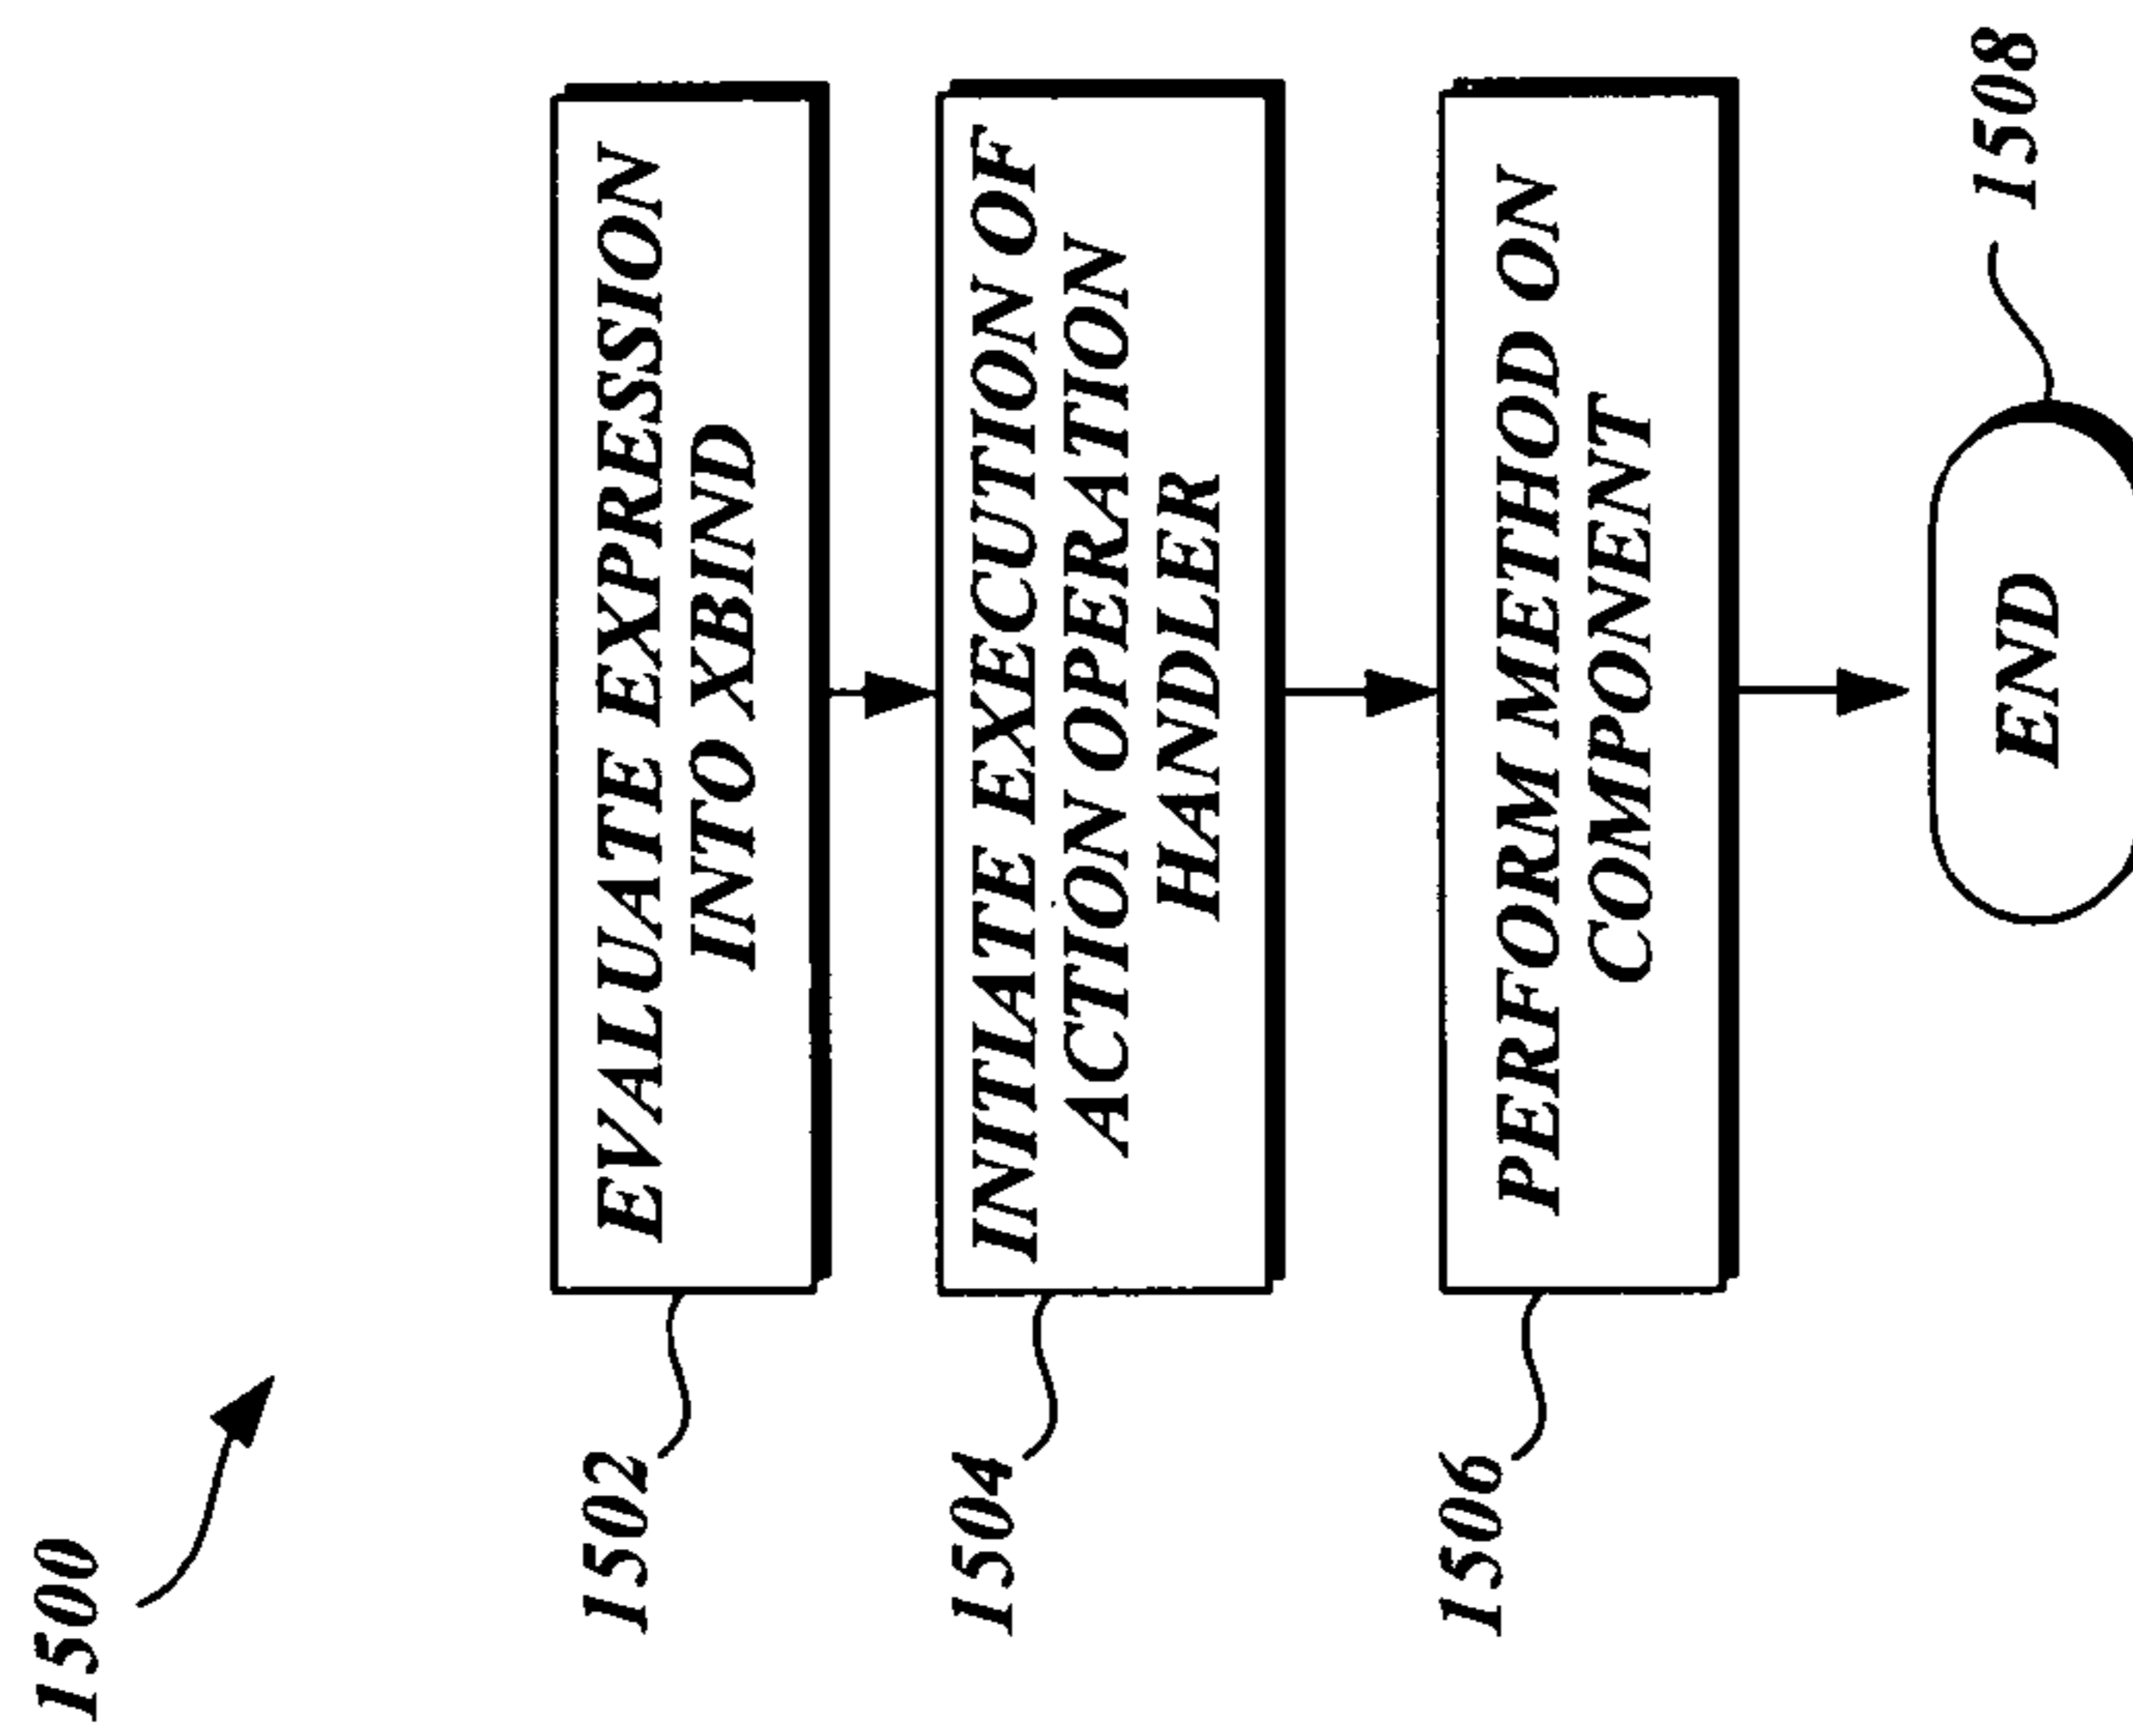 1500
1502
EVALUATE EXPRESSION
INTO XBIND
1504
INITIATE EXECUTION OF
ACTION OPERATION
HANDLER
1506
PERFORM METHOD ON
COMPONENT
1508
END